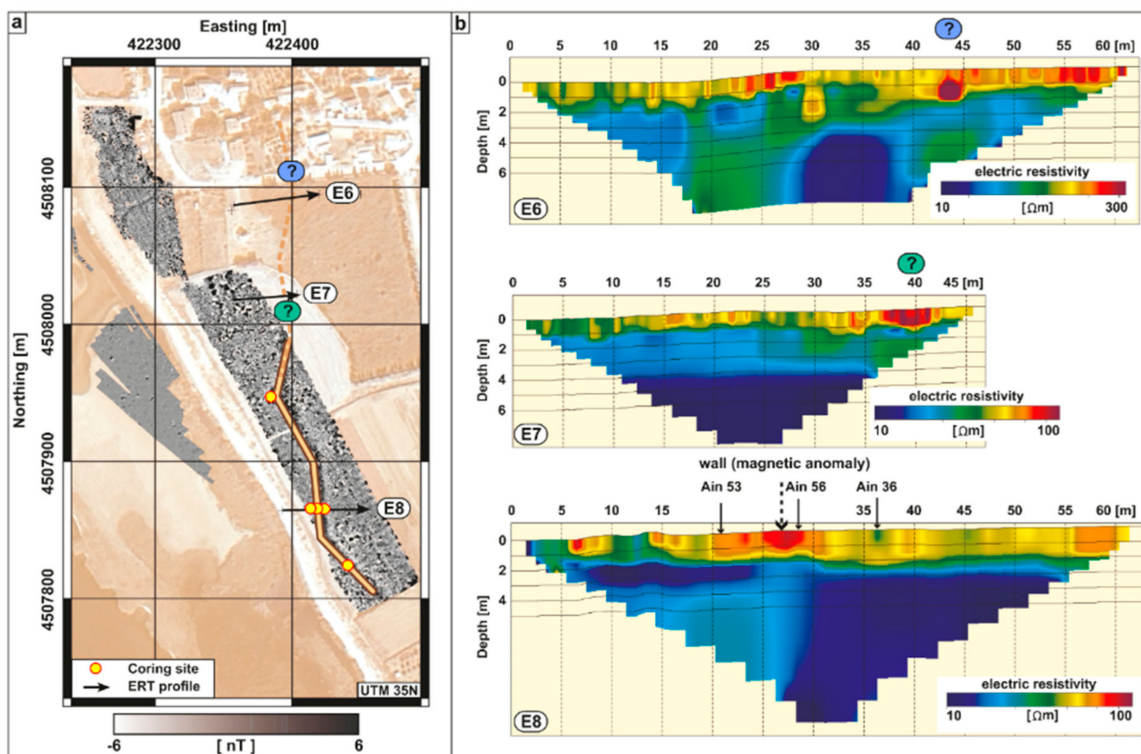 a
Easting [m]
422300 422400
Northing [m]
4508100
4508000
4507900
4507800
?
E6
E7
?
E8
Coring site
ERT profile
UTM 35N
-6 [ nT ] 6
b
?
0 5 10 15 20 25 30 35 40 45 50 55 60 [m]
Depth [m]
0
2
4
6
electric resistivity
10 300
[Ωm]
E6
?
0 5 10 15 20 25 30 35 40 45 [m]
Depth [m]
0
2
4
6
electric resistivity
10 [Ωm] 100
E7
wall (magnetic anomaly)
Ain 53 Ain 56 Ain 36
0 5 10 15 20 25 30 35 40 45 50 55 60 [m]
Depth [m]
0
2
4
electric resistivity
10 [Ωm] 100
E8